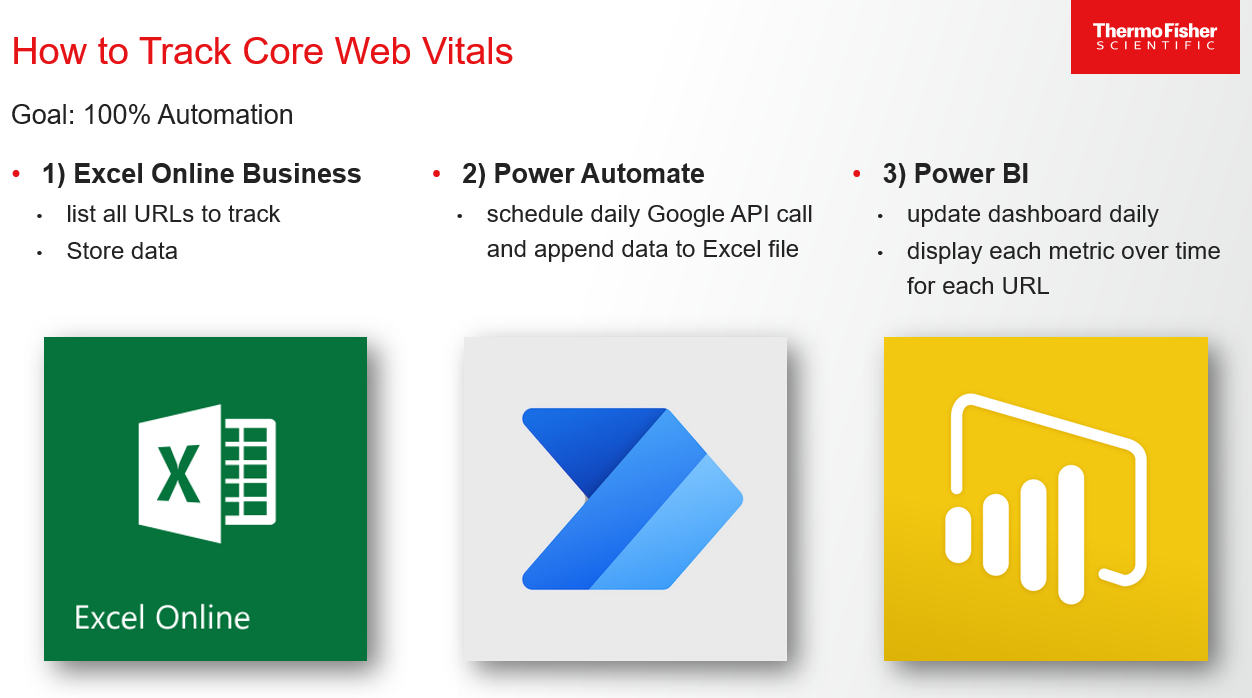 How to Track Core Web Vitals
ThermoFisher
SCIENTIFIC
Goal: 100% Automation
• 1) Excel Online Business
• list all URLs to track
• Store data
• 2) Power Automate
• schedule daily Google API call
and append data to Excel file
• 3) Power BI
• update dashboard daily
• display each metric over time
for each URL
X
Excel Online